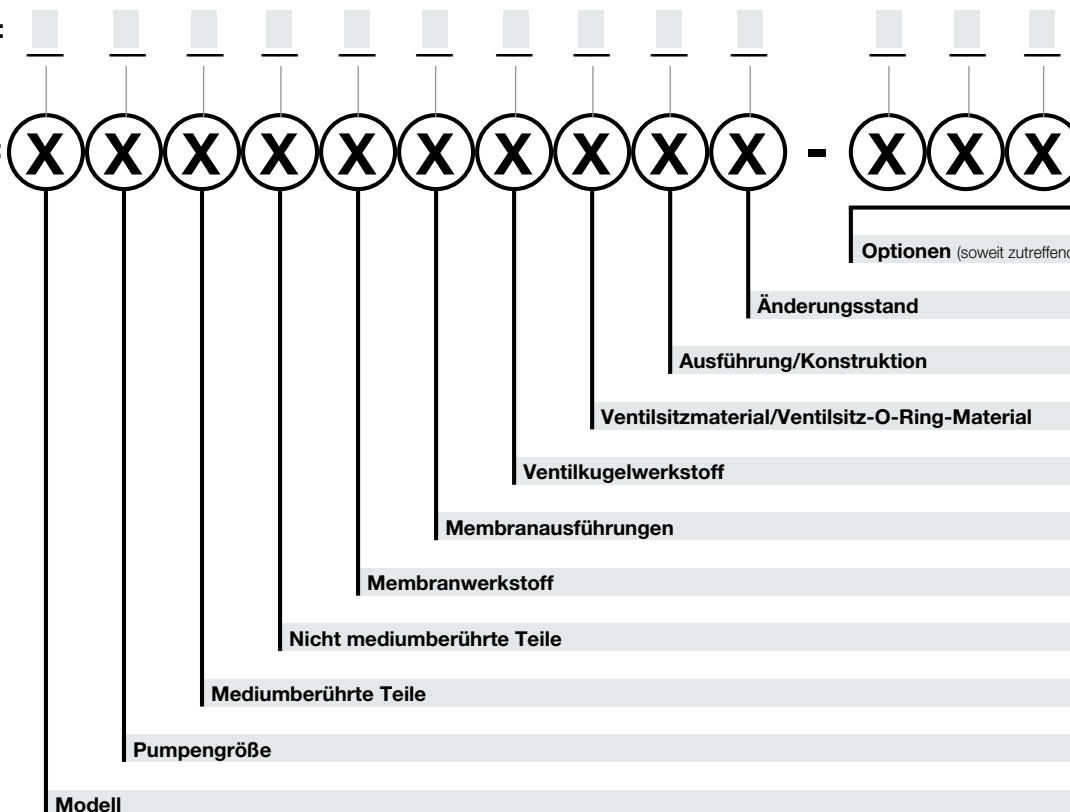 :
: X X X X X X X X X X - X X X
Optionen (soweit zutreffend
Änderungsstand
Ausführung/Konstruktion
Ventilsitzmaterial/Ventilsitz-O-Ring-Material
Ventilkugelwerkstoff
Membranausführungen
Membranwerkstoff
Nicht mediumberührte Teile
Mediumberührte Teile
Pumpengröße
Modell